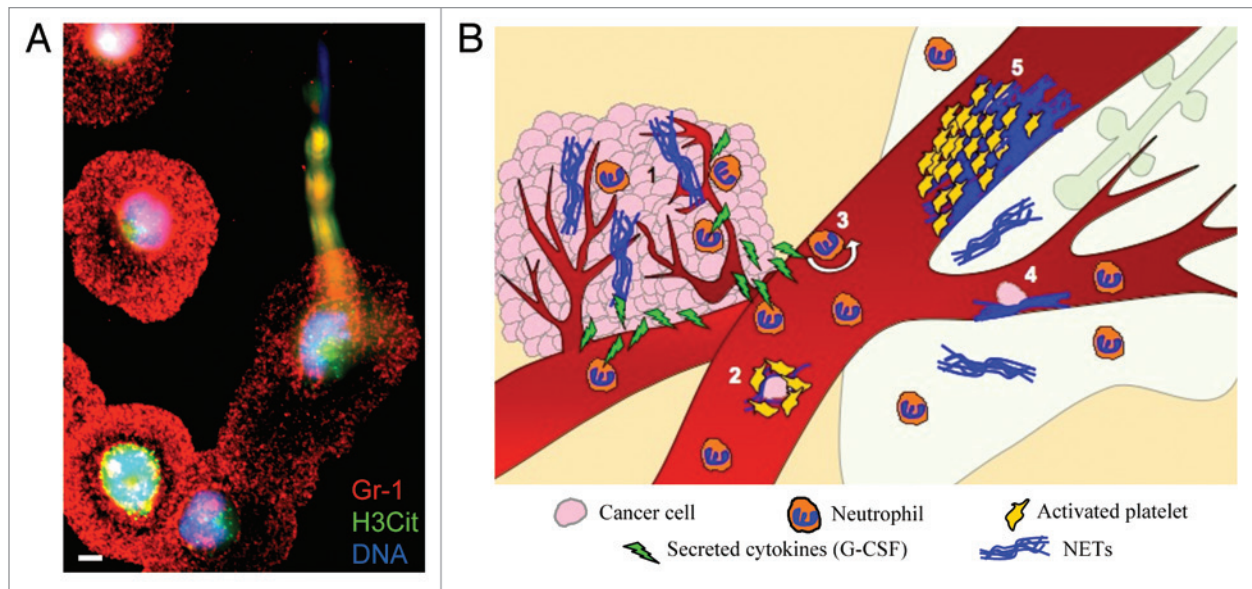 A
Gr-1
H3Cit
DNA
B
1
2
3
4
5
Cancer cell
Neutrophil
Activated platelet
Secreted cytokines (G-CSF)
NETs